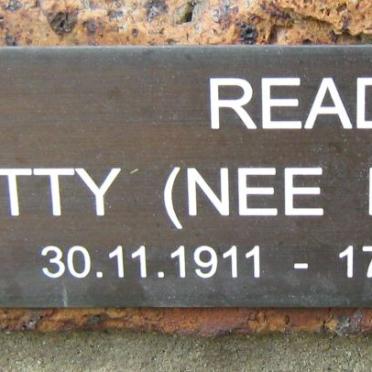 READ
TTY (NEE
30.11.1911 - 17